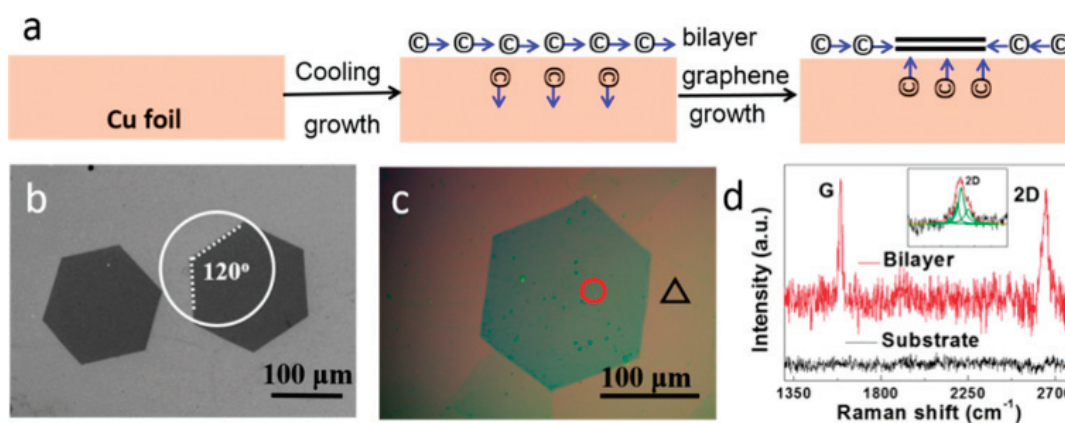 a
Cu foil
Cooling
growth
C C C C C C
C C C
bilayer
graphene
growth
C C C C
C C C
b
120°
100 μm
c
100 μm
d
Intensity (a.u.)
G
2D
2D
Bilayer
Substrate
1350 1800 2250 2700
Raman shift (cm⁻¹)